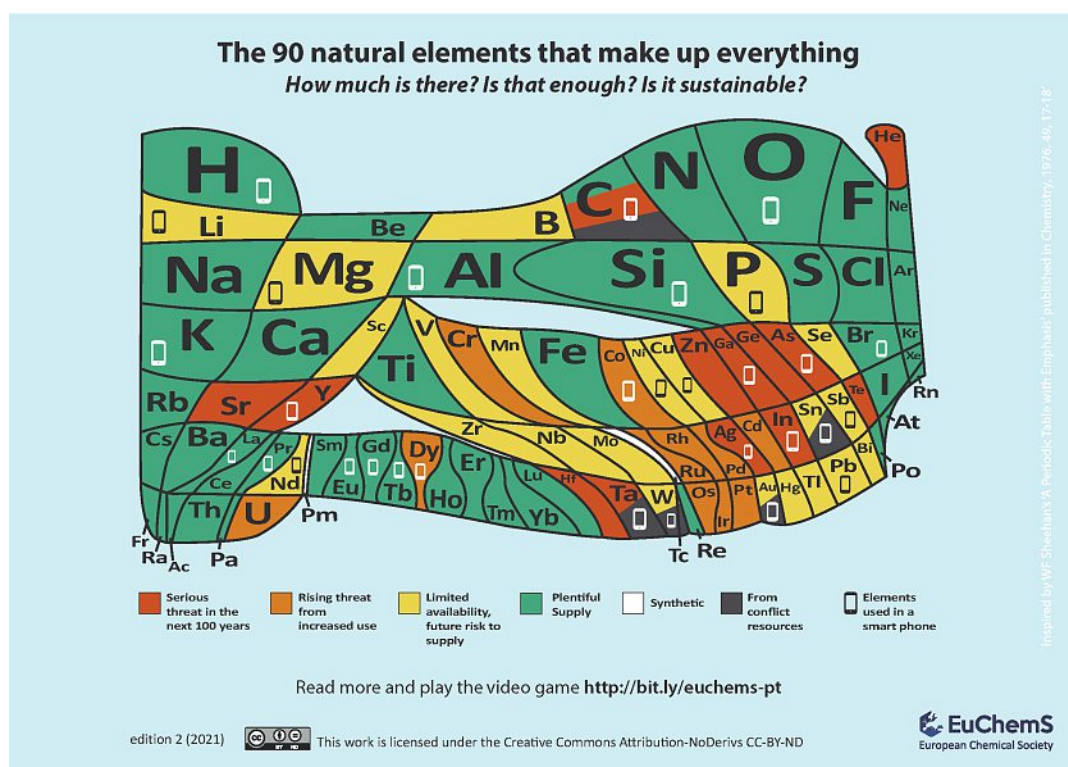 The 90 natural elements that make up everything
How much is there? Is that enough? Is it sustainable?
H
He
Li
Be
B
C
N
O
F
Ne
Na
Mg
Al
Si
P
S
Cl
Ar
K
Ca
Sc
Ti
V
Cr
Mn
Fe
Co
Ni
Cu
Zn
Ga
Ge
As
Se
Br
Kr
Rb
Sr
Y
Zr
Nb
Mo
Rh
Ru
Pd
Ag
Cd
In
Sn
Sb
Te
I
Xe
Rn
Cs
Ba
La
Ce
Pr
Nd
Sm
Eu
Gd
Tb
Dy
Ho
Er
Tm
Yb
Lu
Hf
Ta
W
Os
Ir
Pt
Au
Hg
Tl
Pb
Bi
At
Po
Th
U
Pm
Fr
Ra
Ac
Pa
Tc
Re
Serious
threat in the
next 100 years
Rising threat
from
increased use
Limited
availability,
future risk to
supply
Plentiful
Supply
Synthetic
From
conflict
resources
Elements
used in a
smart phone
Read more and play the video game http://bit.ly/euchems-pt
edition 2 (2021)
cc
BY ND
This work is licensed under the Creative Commons Attribution-NoDerivs CC-BY-ND
EuChemS
European Chemical Society
Inspired by WF Sheehan's 'A Periodic Table with Emphasis' published in Chemistry, 1976, 49, 17-18'